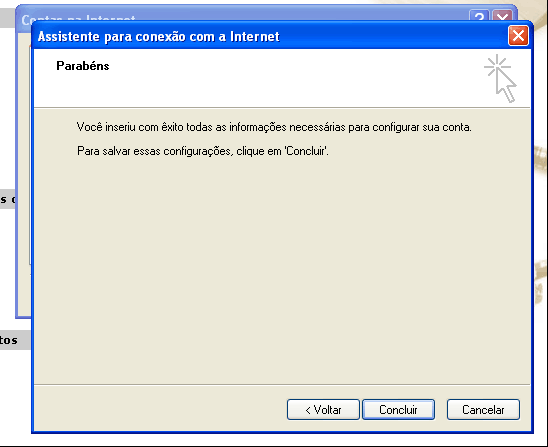 Contas na Internet
Assistente para conexão com a Internet
Parabéns
Você inseriu com êxito todas as informações necessárias para configurar sua conta.
Para salvar essas configurações, clique em 'Concluir'.
tos
< Voltar
Concluir
Cancelar